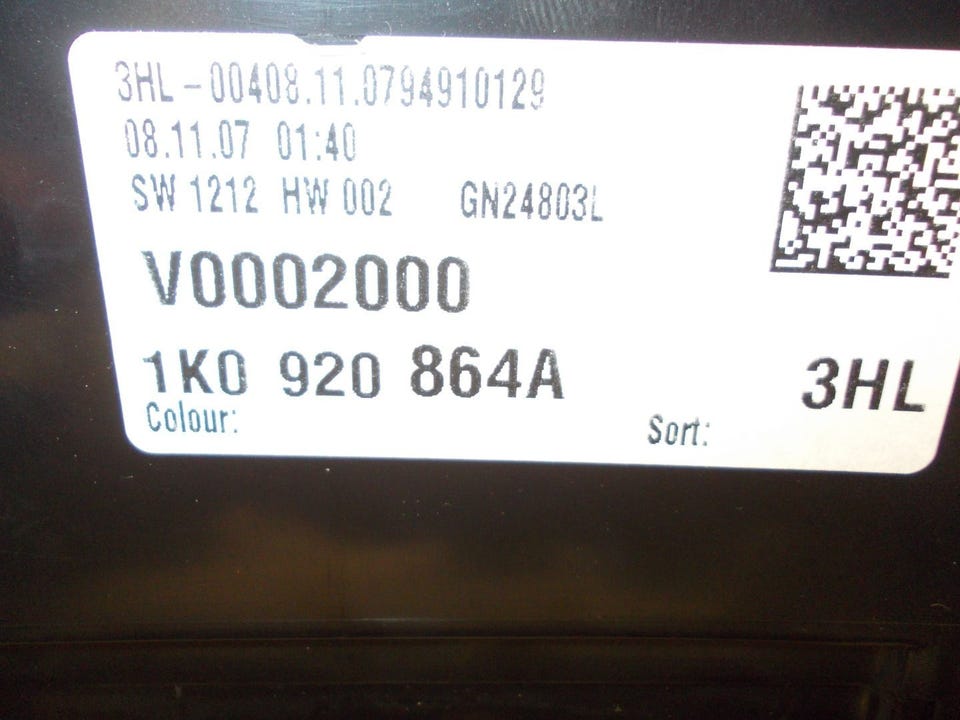 3HL-00408.11.0794910129
08.11.07 01:40
SW 1212 HW 002 GN24803L
V0002000
1K0 920 864A 3HL
Colour: Sort: